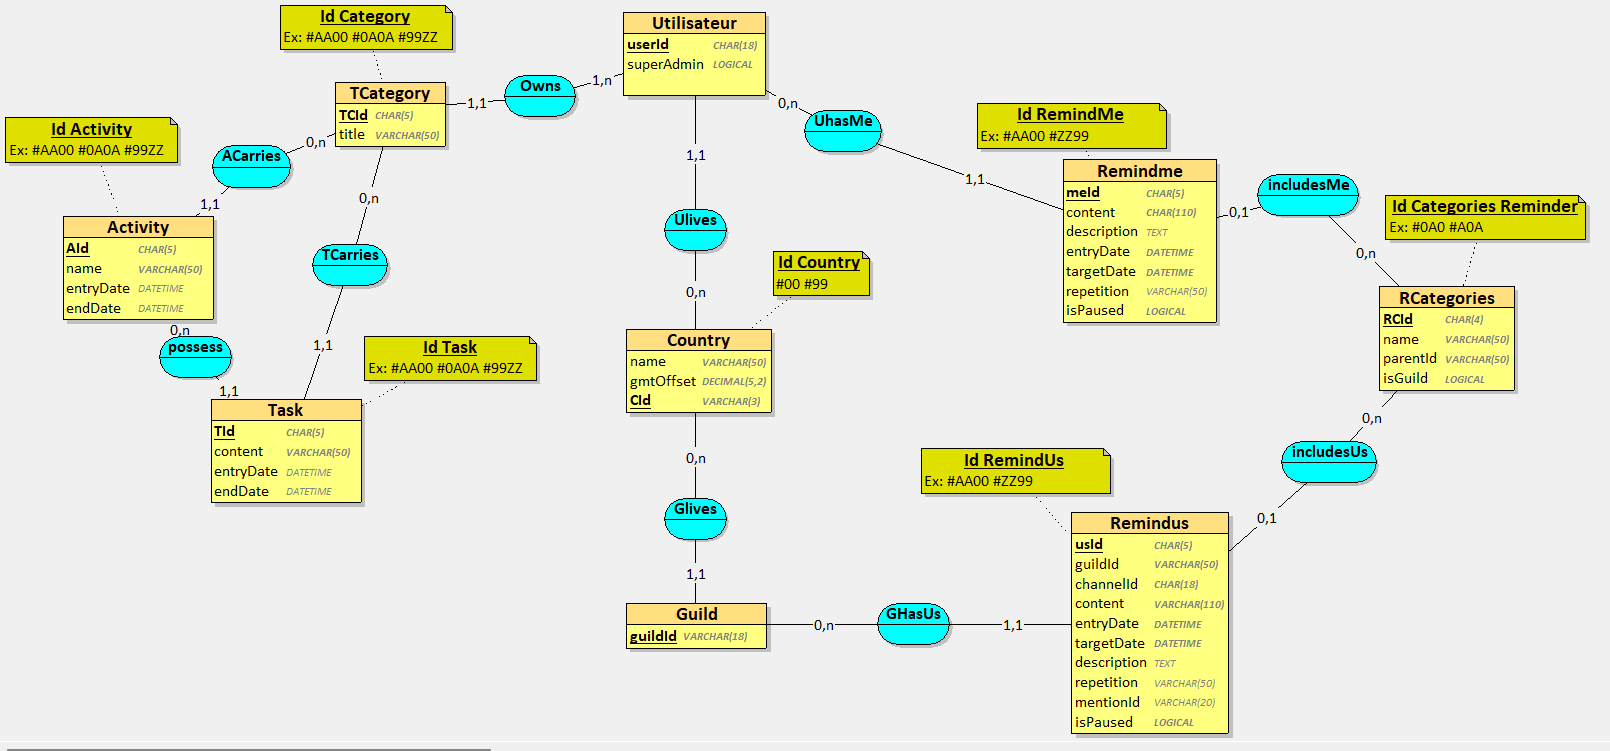 Id Category
Ex: #AA00 #0A0A #99ZZ
Utilisateur
userId CHAR(18)
superAdmin LOGICAL
Owns
1,n
1,1
TCategory
TCId CHAR(5)
title VARCHAR(50)
0,n
UhasMe
1,1
Id RemindMe
Ex: #AA00 #ZZ99
Id Activity
Ex: #AA00 #0A0A #99ZZ
ACarries
0,n
1,1
1,1
Remindme
meId CHAR(5)
content CHAR(110)
description TEXT
entryDate DATETIME
targetDate DATETIME
repetition VARCHAR(50)
isPaused LOGICAL
includesMe
0,1
0,n
Id Categories Reminder
Ex: #0A0 #A0A
Activity
AId CHAR(5)
name VARCHAR(50)
entryDate DATETIME
endDate DATETIME
0,n
TCarries
1,1
Ulives
0,n
Id Country
#00 #99
RCategories
RCId CHAR(4)
name VARCHAR(50)
parentId VARCHAR(50)
isGuild LOGICAL
0,n
possess
1,1
Id Task
Ex: #AA00 #0A0A #99ZZ
Country
name VARCHAR(50)
gmtOffset DECIMAL(5,2)
CId VARCHAR(3)
Task
TId CHAR(5)
content VARCHAR(50)
entryDate DATETIME
endDate DATETIME
0,n
includesUs
0,1
0,n
Glives
1,1
Id RemindUs
Ex: #AA00 #ZZ99
Remindus
usId CHAR(5)
guildId VARCHAR(50)
channelId CHAR(18)
content VARCHAR(110)
entryDate DATETIME
targetDate DATETIME
description TEXT
repetition VARCHAR(50)
mentionId VARCHAR(20)
isPaused LOGICAL
Guild
guildId VARCHAR(18)
0,n
GHasUs
1,1